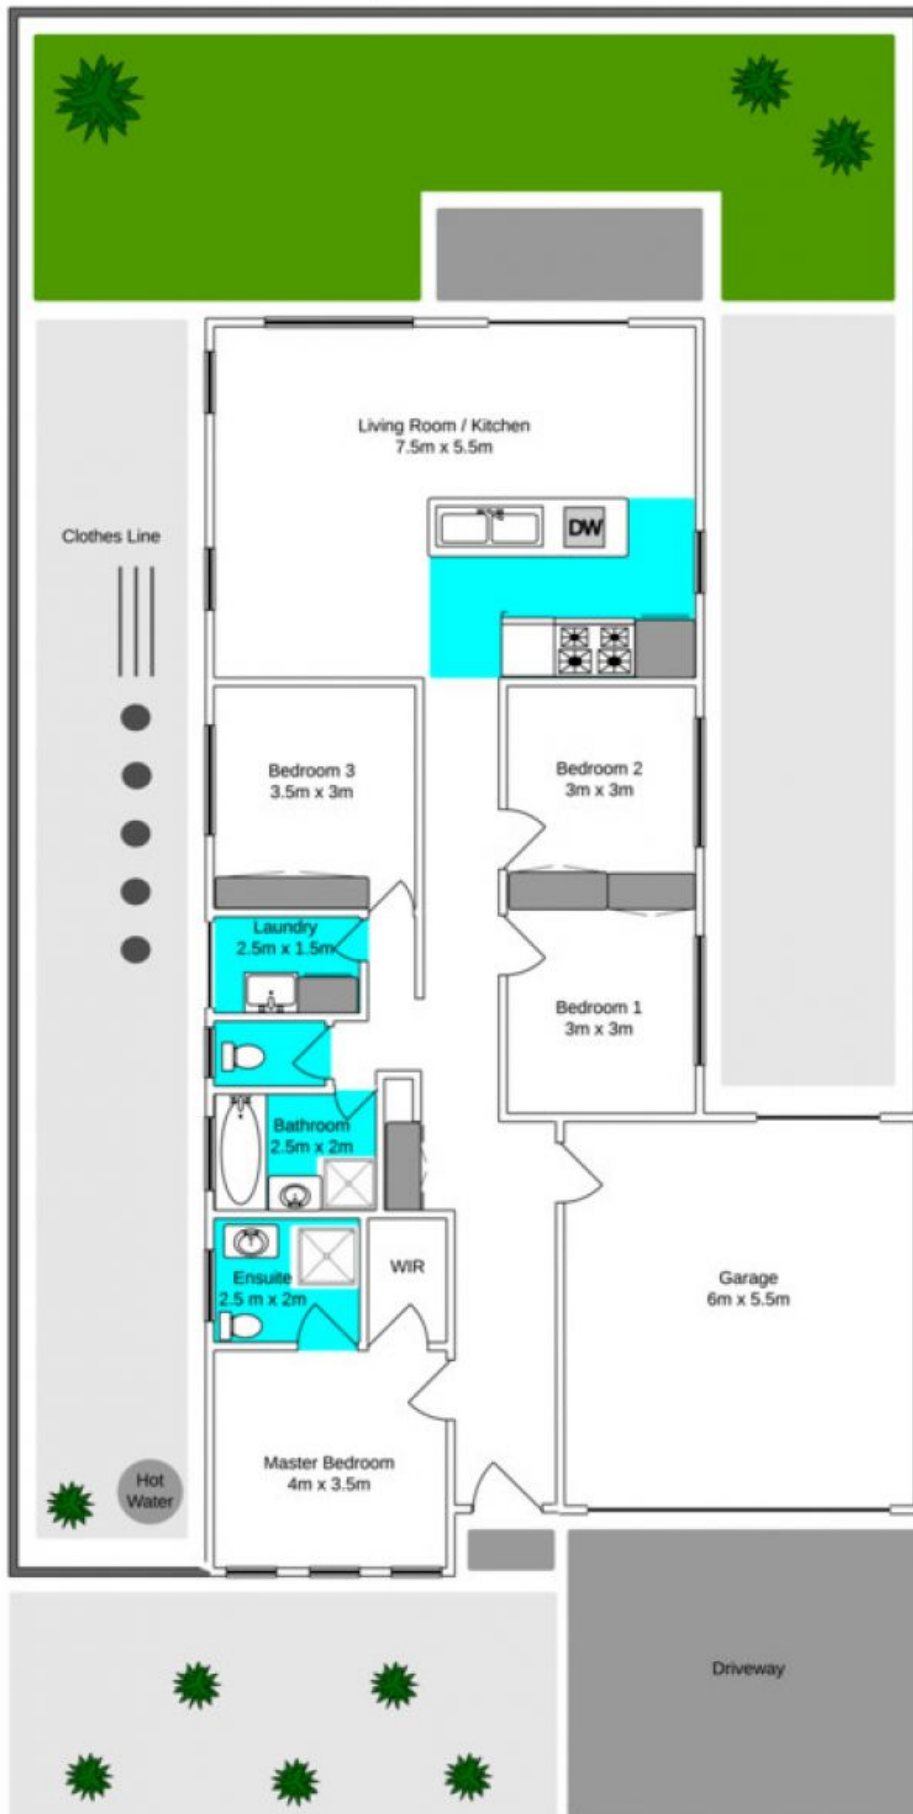 Living Room / Kitchen
7.5m x 5.5m
Clothes Line
DW
Bedroom 3
3.5m x 3m
Bedroom 2
3m x 3m
Laundry
2.5m x 1.5m
Bedroom 1
3m x 3m
Bathroom
2.5m x 2m
WIR
Ensuite
2.5 m x 2m
Garage
6m x 5.5m
Master Bedroom
4m x 3.5m
Hot
Water
Driveway